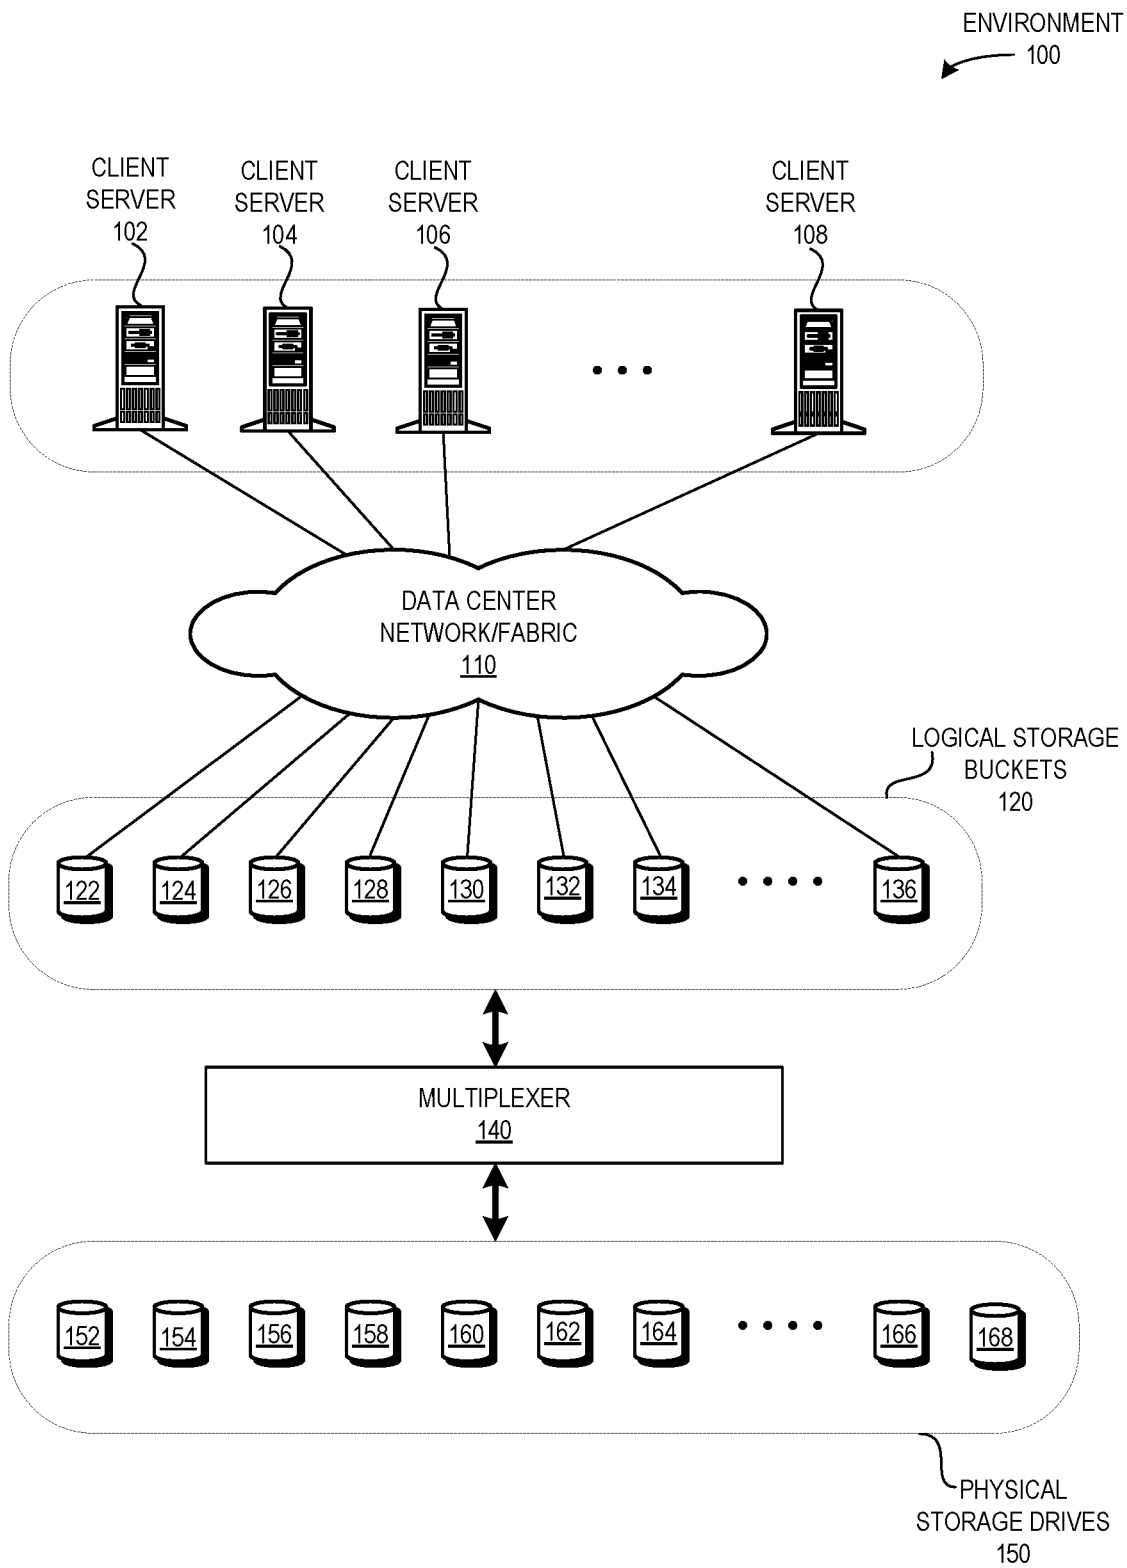 ENVIRONMENT
100
CLIENT
SERVER
102
CLIENT
SERVER
104
CLIENT
SERVER
106
CLIENT
SERVER
108
DATA CENTER
NETWORK/FABRIC
110
LOGICAL STORAGE
BUCKETS
120
122
124
126
128
130
132
134
136
MULTIPLEXER
140
152
154
156
158
160
162
164
166
168
PHYSICAL
STORAGE DRIVES
150